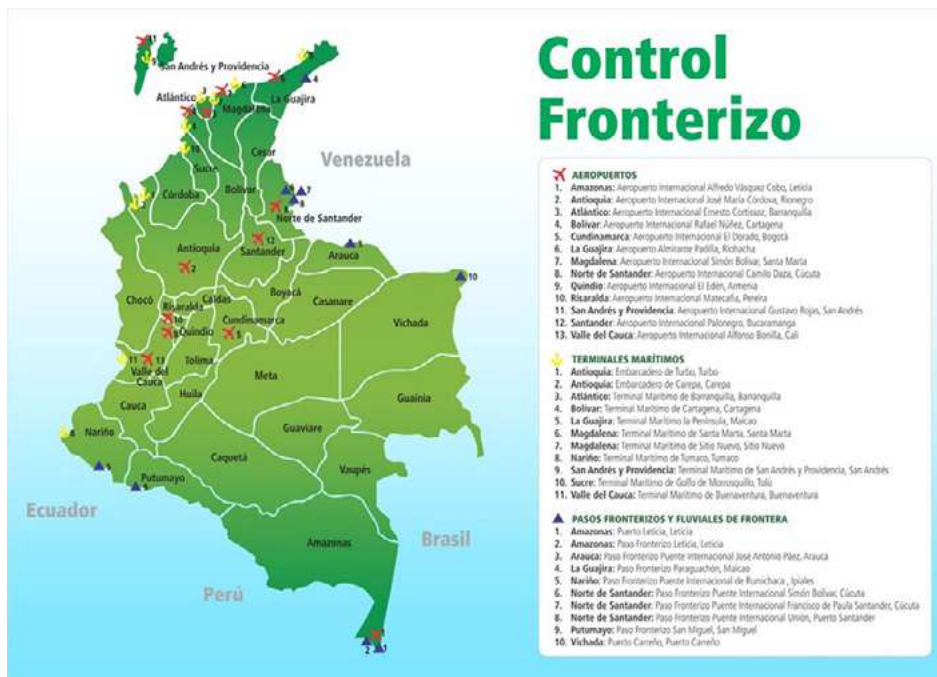 Control
Fronterizo
AEROPUERTOS
1. Amazonas: Aeropuerto Internacional Alfredo Vásquez Cobo, Leticia
2. Antioquia: Aeropuerto Internacional José María Córdova, Rionegro
3. Atlántico: Aeropuerto Internacional Ernesto Cortissoz, Barranquilla
4. Bolívar: Aeropuerto Internacional Rafael Núñez, Cartagena
5. Cundinamarca: Aeropuerto Internacional El Dorado, Bogotá
6. La Guajira: Aeropuerto Almirante Padilla, Riohacha
7. Magdalena: Aeropuerto Internacional Simón Bolívar, Santa Marta
8. Norte de Santander: Aeropuerto Internacional Camilo Daza, Cúcuta
9. Quindío: Aeropuerto Internacional El Edén, Armenia
10. Risaralda: Aeropuerto Internacional Matecaña, Pereira
11. San Andrés y Providencia: Aeropuerto Internacional Gustavo Rojas, San Andrés
12. Santander: Aeropuerto Internacional Palonegro, Bucaramanga
13. Valle del Cauca: Aeropuerto Internacional Alfonso Bonilla, Cali
TERMINALES MARÍTIMOS
1. Antioquia: Embarcadero de Turbo, Turbo
2. Antioquia: Embarcadero de Carepa, Carepa
3. Atlántico: Terminal Marítimo de Barranquilla, Barranquilla
4. Bolívar: Terminal Marítimo de Cartagena, Cartagena
5. La Guajira: Terminal Marítimo la Península, Maicao
6. Magdalena: Terminal Marítimo de Santa Marta, Santa Marta
7. Magdalena: Terminal Marítimo de Sitio Nuevo, Sitio Nuevo
8. Nariño: Terminal Marítimo de Tumaco, Tumaco
9. San Andrés y Providencia: Terminal Marítimo de San Andrés y Providencia, San Andrés
10. Sucre: Terminal Marítimo de Golfo de Morrosquillo, Tolú
11. Valle del Cauca: Terminal Marítimo de Buenaventura, Buenaventura
PASOS FRONTERIZOS Y FLUVIALES DE FRONTERA
1. Amazonas: Puerto Leticia, Leticia
2. Amazonas: Paso Fronterizo Leticia, Leticia
3. Arauca: Paso Fronterizo Puente Internacional José Antonio Páez, Arauca
4. La Guajira: Paso Fronterizo Paraguachón, Maicao
5. Nariño: Paso Fronterizo Puente Internacional de Rumichaca , Ipiales
6. Norte de Santander: Paso Fronterizo Puente Internacional Simón Bolívar, Cúcuta
7. Norte de Santander: Paso Fronterizo Puente Internacional Francisco de Paula Santander, Cúcuta
8. Norte de Santander: Paso Fronterizo Puente Internacional Unión, Puerto Santander
9. Putumayo: Paso Fronterizo San Miguel, San Miguel
10. Vichada: Puerto Carreño, Puerto Carreño
11
San Andrés y Providencia
4
Atlántico
Magdalena
La Guajira
10
Cesar
Venezuela
Sucre
Córdoba
Bolívar
7
8
Norte de Santander
12
Santander
Antioquia
Arauca
2
10
Boyacá
Chocó
Caldas
Casanare
Risaralda
10
Cundinamarca
Vichada
Quindío
5
11
13
Tolima
Valle del
Cauca
Meta
Huila
Guainía
Cauca
8
Nariño
Guaviare
Caquetá
Vaupés
Putumayo
Ecuador
Brasil
Amazonas
Perú
2
1